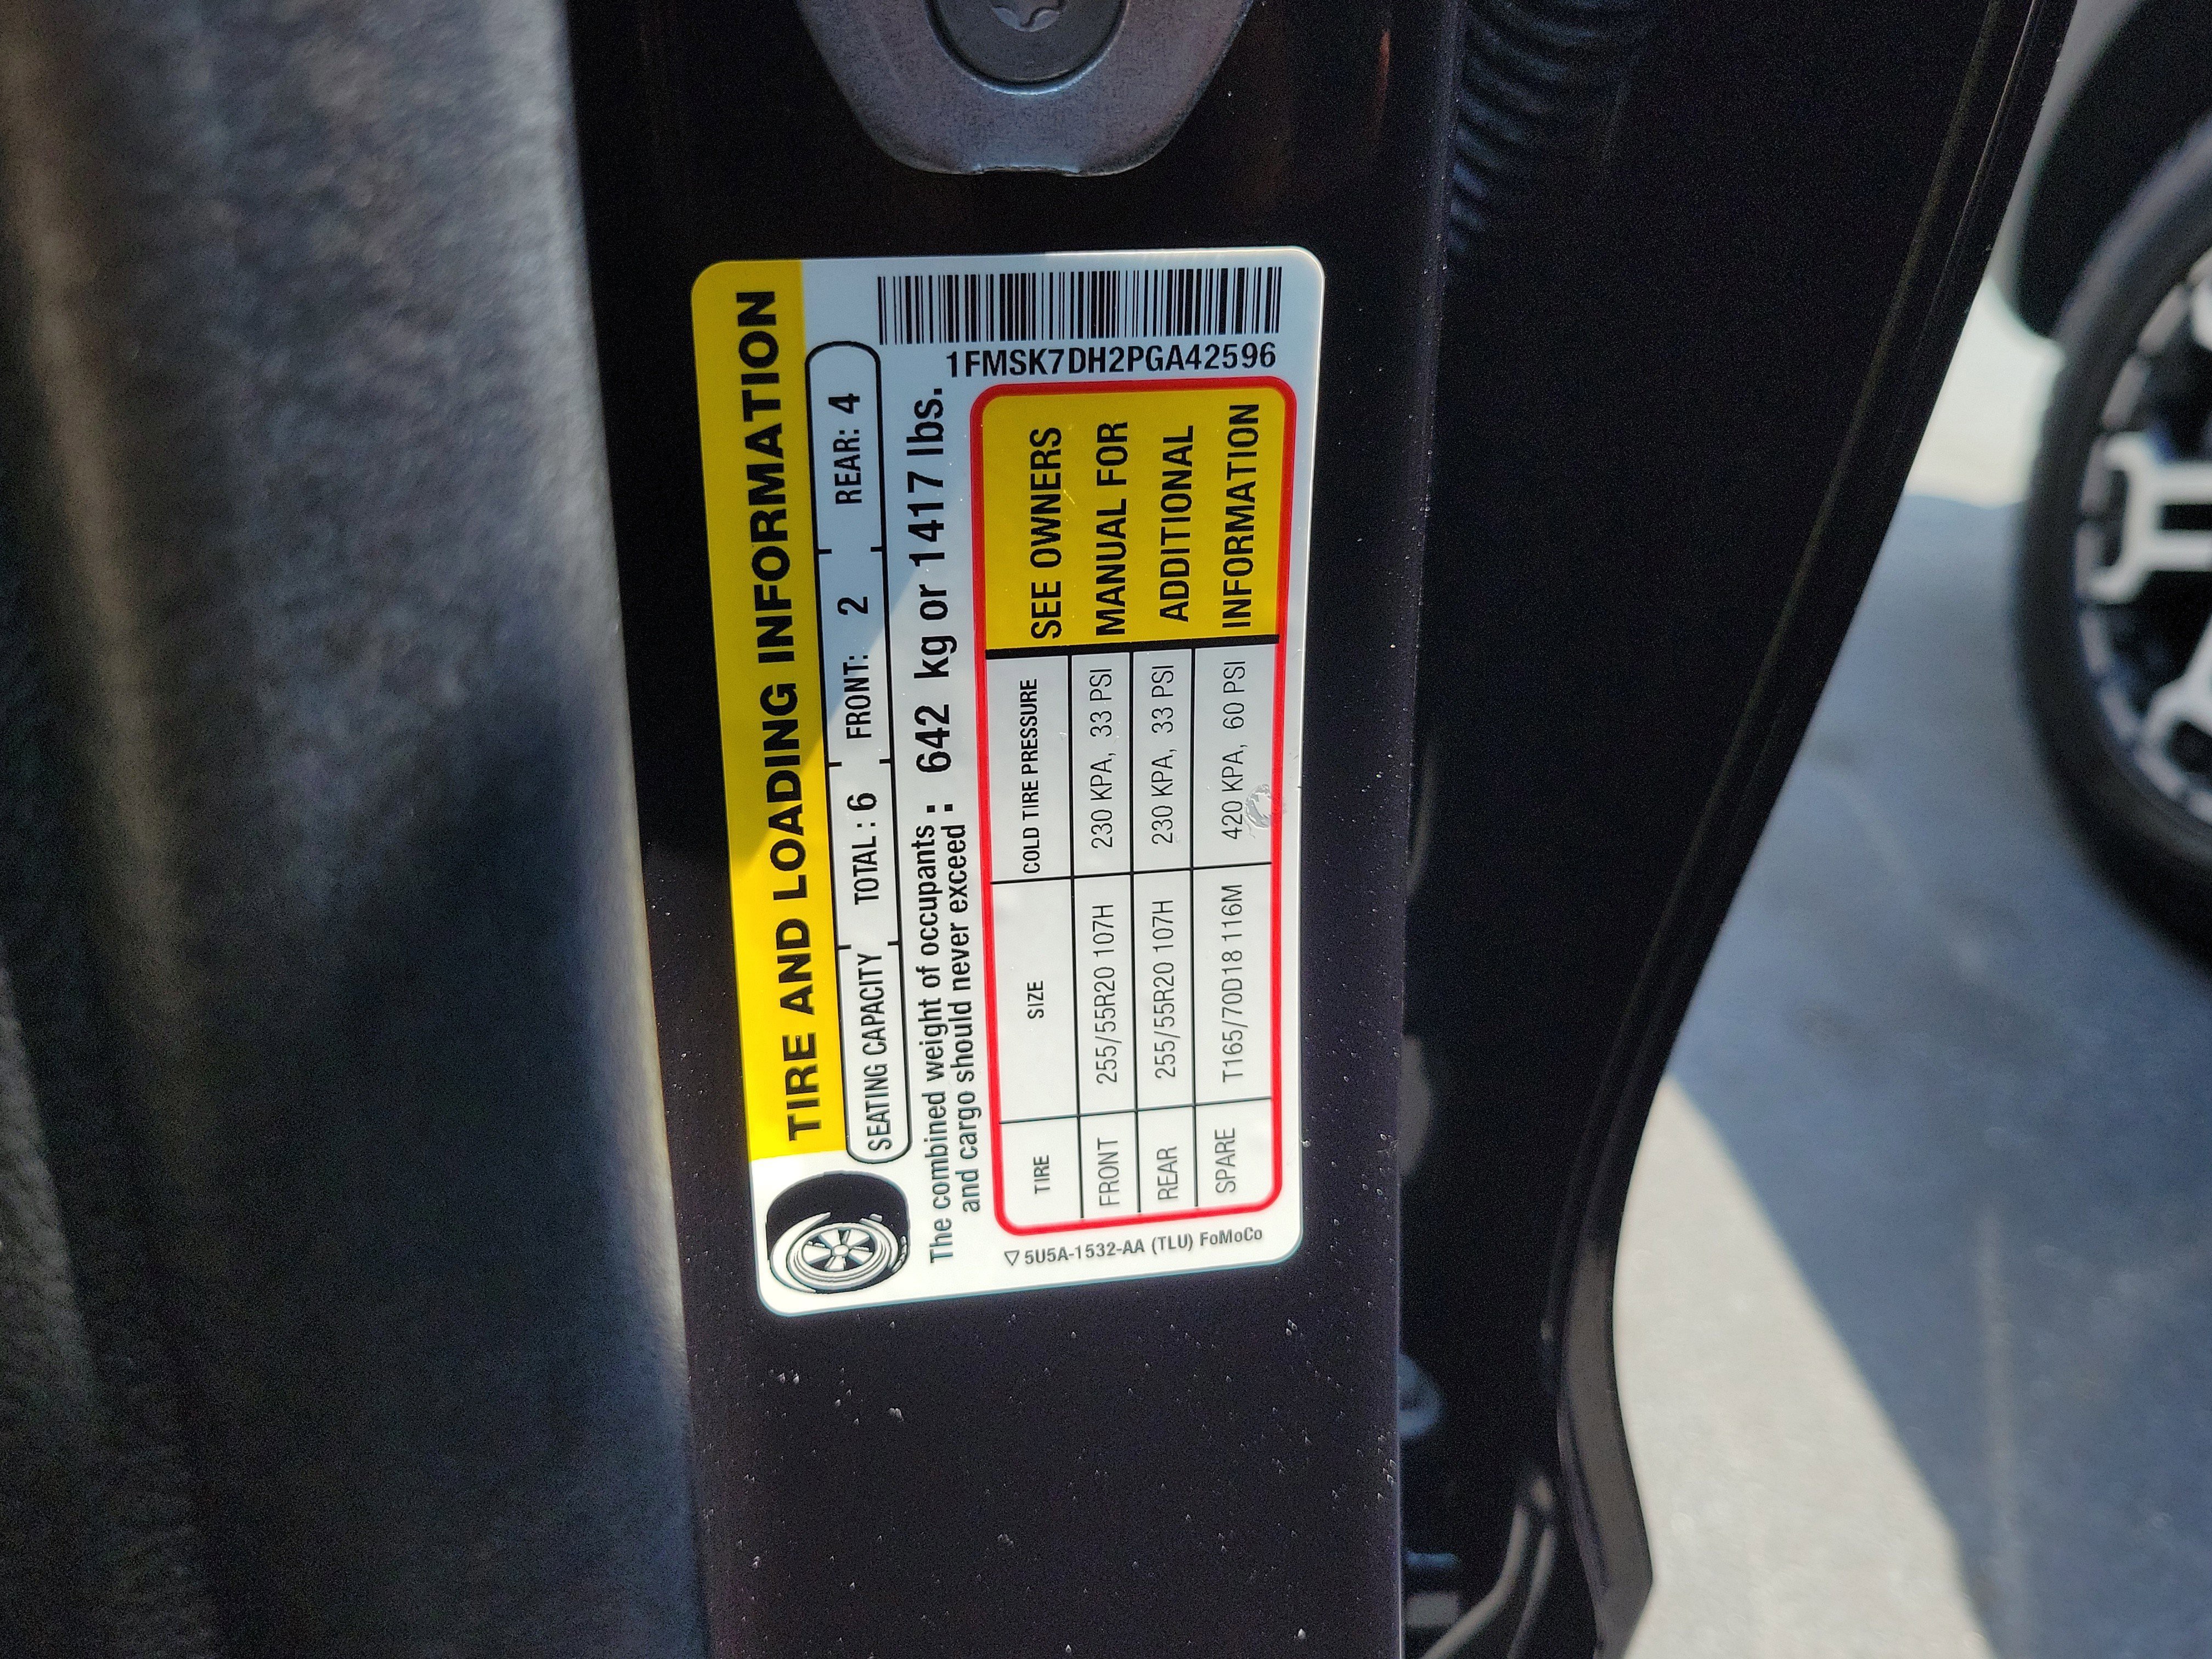 TIRE AND LOADING INFORMATION
SEATING CAPACITY TOTAL: 6 FRONT: 2 REAR: 4
The combined weight of occupants and cargo should never exceed : 642 kg or 1417 lbs.
1FMSK7DH2PGA42596
TIRE SIZE COLD TIRE PRESSURE
FRONT 255/55R20 107H 230 KPA, 33 PSI
REAR 255/55R20 107H 230 KPA, 33 PSI
SPARE T165/70D18 116M 420 KPA, 60 PSI
SEE OWNERS
MANUAL FOR
ADDITIONAL
INFORMATION
▽5U5A-1532-AA (TLU) FoMoCo